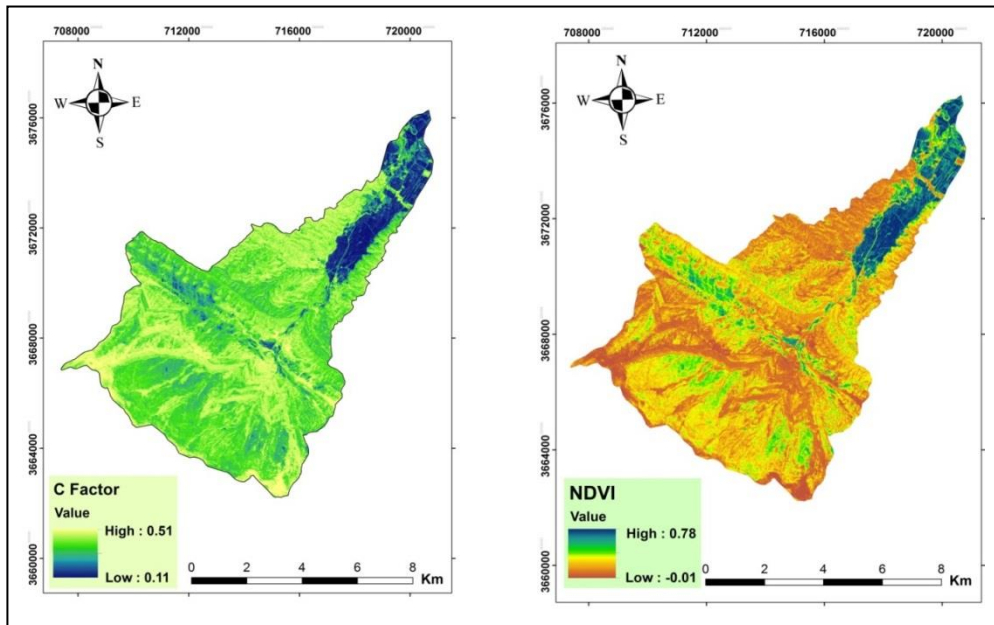 708000 712000 716000 720000
N
W E
S
3676000
3672000
3668000
3664000
3660000
C Factor
Value
High : 0.51
Low : 0.11
0 2 4 6 8
Km
708000 712000 716000 720000
N
W E
S
3676000
3672000
3668000
3664000
3660000
NDVI
Value
High : 0.78
Low : -0.01
0 2 4 6 8
Km